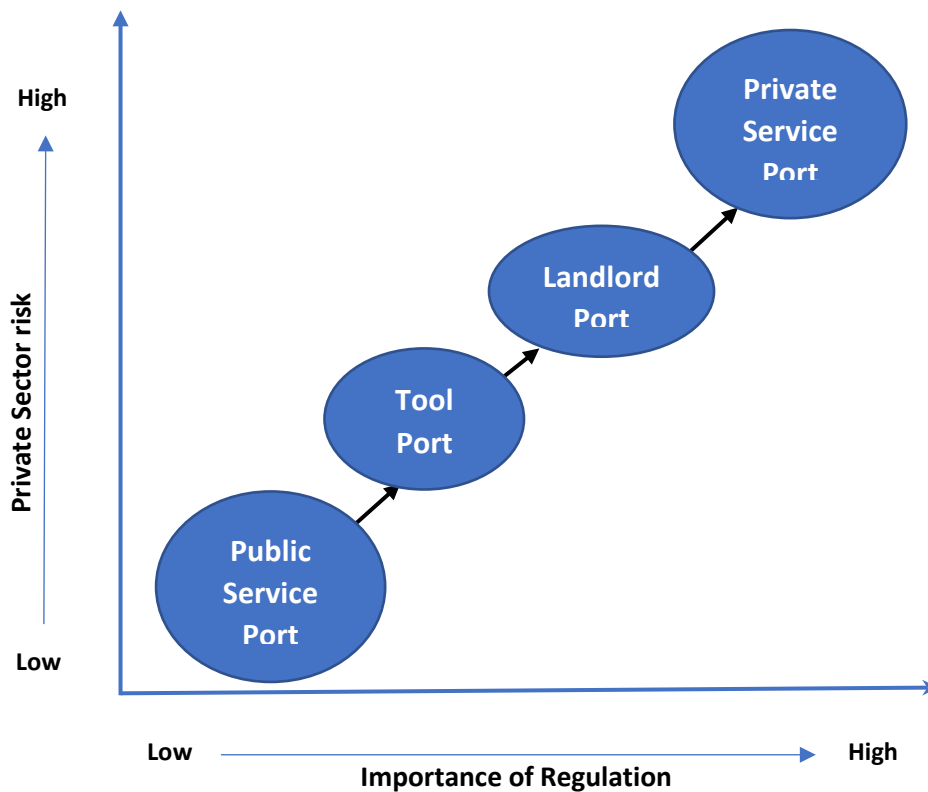 High
Private
Service
Port
Landlord
Port
Private Sector risk
Tool
Port
Public
Service
Port
Low
Low
High
Importance of Regulation